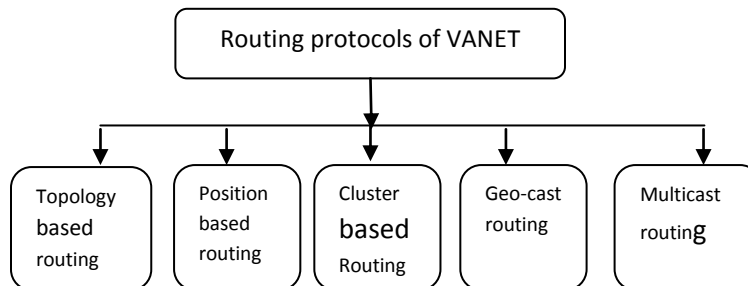 Routing protocols of VANET
Topology
based
routing
Position
based
routing
Cluster
based
Routing
Geo-cast
routing
Multicast
routing